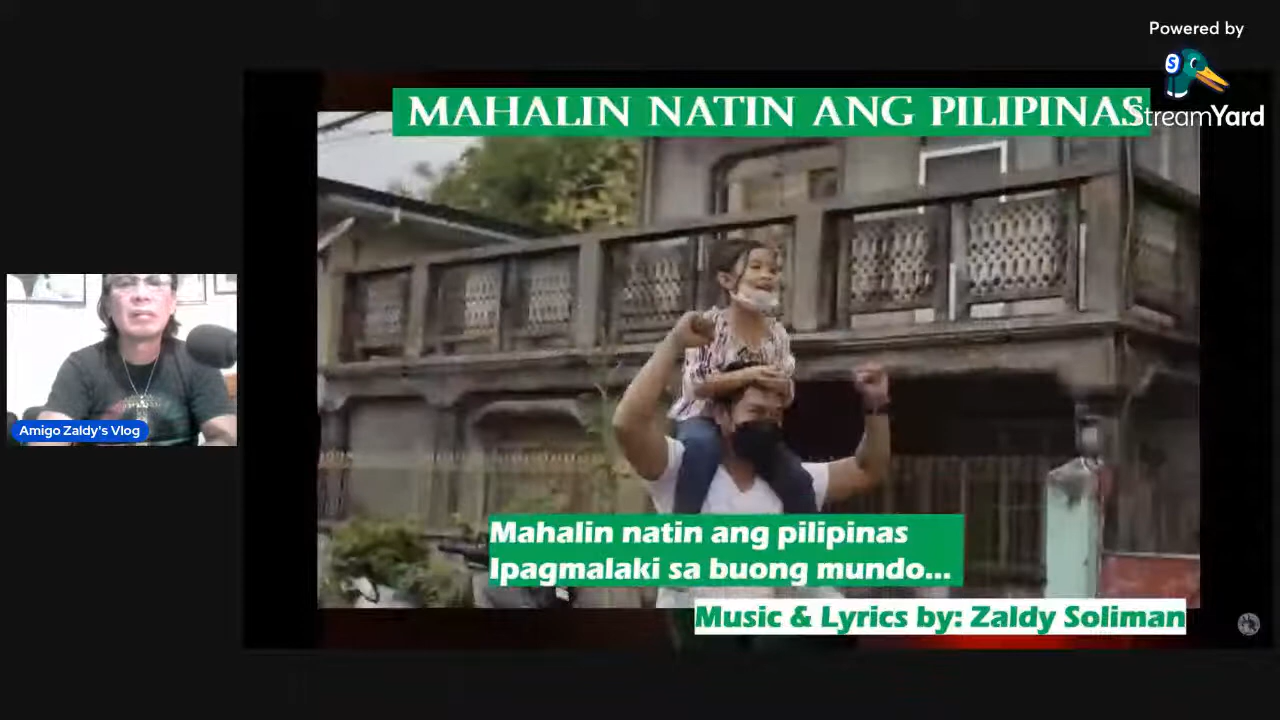 Powered by
StreamYard
MAHALIN NATIN ANG PILIPINAS
Amigo Zaldy's Vlog
Mahalin natin ang pilipinas
Ipagmalaki sa buong mundo...
Music & Lyrics by: Zaldy Soliman